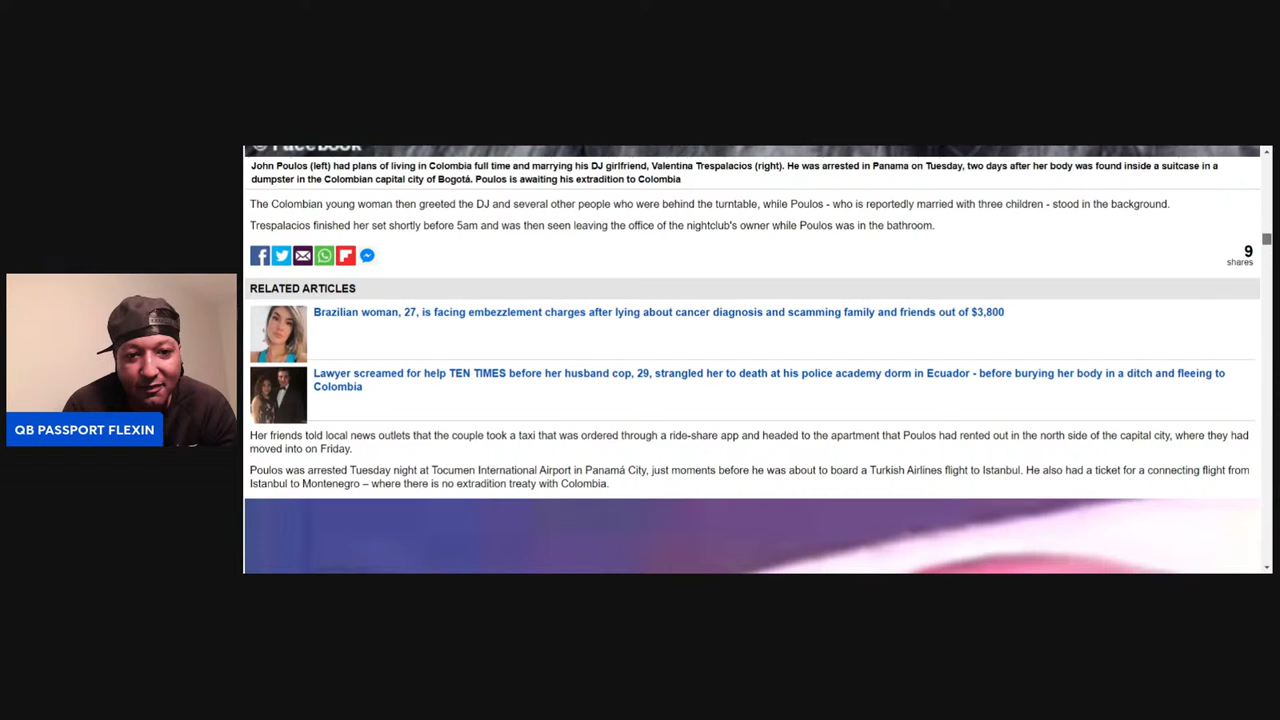 Facebook
John Poulos (left) had plans of living in Colombia full time and marrying his DJ girlfriend, Valentina Trespalacios (right). He was arrested in Panama on Tuesday, two days after her body was found inside a suitcase in a
dumpster in the Colombian capital city of Bogotá. Poulos is awaiting his extradition to Colombia
The Colombian young woman then greeted the DJ and several other people who were behind the turntable, while Poulos - who is reportedly married with three children - stood in the background.
Trespalacios finished her set shortly before 5am and was then seen leaving the office of the nightclub's owner while Poulos was in the bathroom.
9
shares
RELATED ARTICLES
Brazilian woman, 27, is facing embezzlement charges after lying about cancer diagnosis and scamming family and friends out of $3,800
Lawyer screamed for help TEN TIMES before her husband cop, 29, strangled her to death at his police academy dorm in Ecuador - before burying her body in a ditch and fleeing to
Colombia
QB PASSPORT FLEXIN
Her friends told local news outlets that the couple took a taxi that was ordered through a ride-share app and headed to the apartment that Poulos had rented out in the north side of the capital city, where they had
moved into on Friday.
Poulos was arrested Tuesday night at Tocumen International Airport in Panamá City, just moments before he was about to board a Turkish Airlines flight to Istanbul. He also had a ticket for a connecting flight from
Istanbul to Montenegro – where there is no extradition treaty with Colombia.